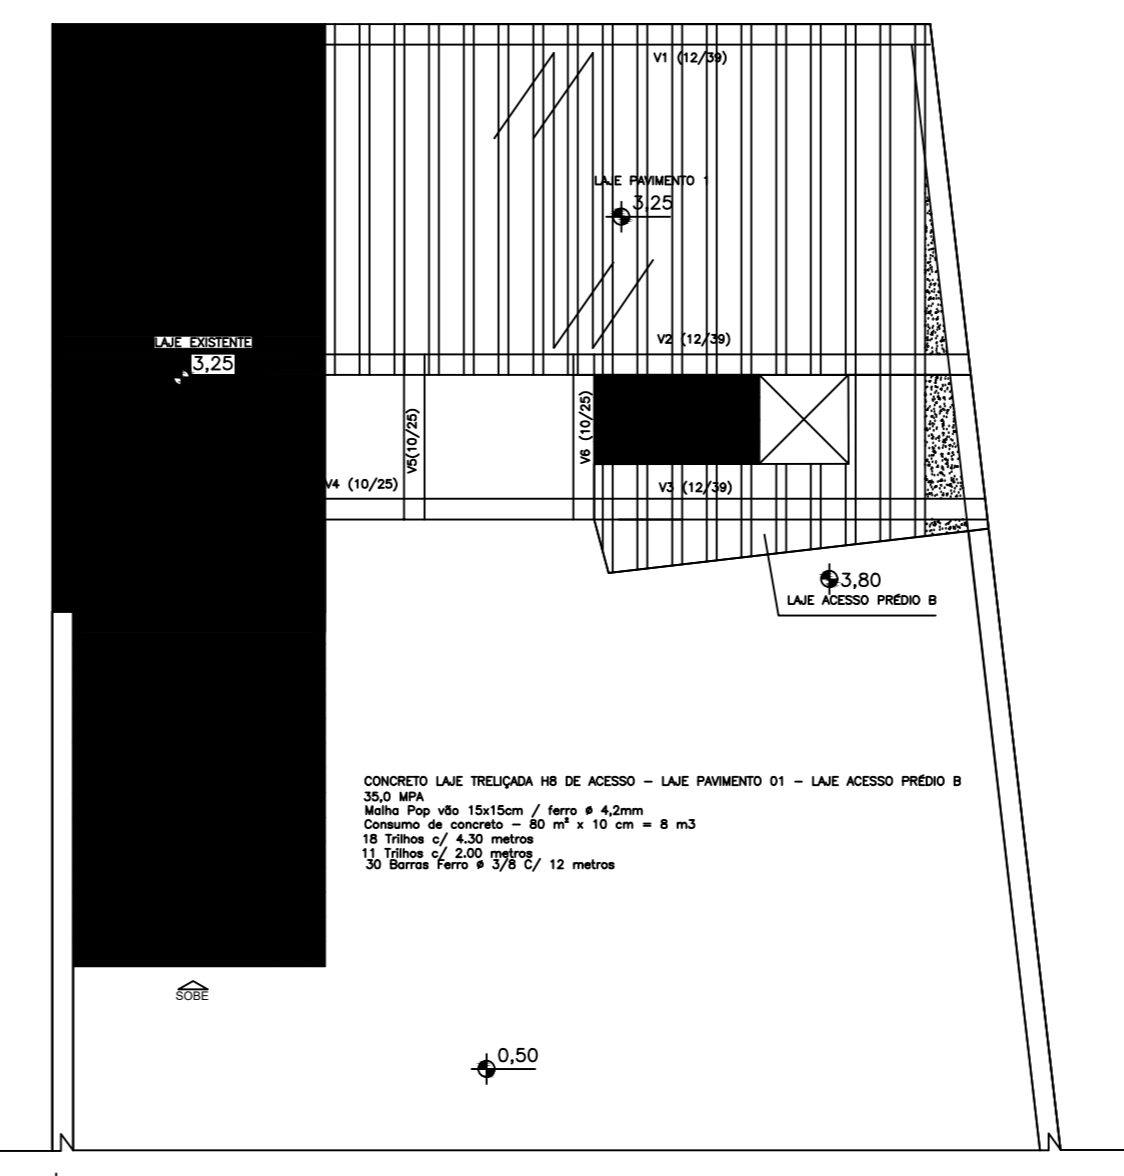 V1 (12/39)
LAJE PAVIMENTO 1
3,25
V2 (12/39)
LAJE EXISTENTE
3,25
V5(10/25)
V6 (10/25)
V4 (10/25)
V3 (12/39)
3,80
LAJE ACESSO PRÉDIO B
CONCRETO LAJE TRELIÇADA H8 DE ACESSO – LAJE PAVIMENTO 01 – LAJE ACESSO PRÉDIO B
35,0 MPA
Malha Pop vão 15x15cm / ferro ø 4,2mm
Consumo de concreto – 80 m² x 10 cm = 8 m3
18 Trilhos c/ 4.30 metros
11 Trilhos c/ 2.00 metros
30 Barras Ferro ø 3/8 C/ 12 metros
SOBE
0,50